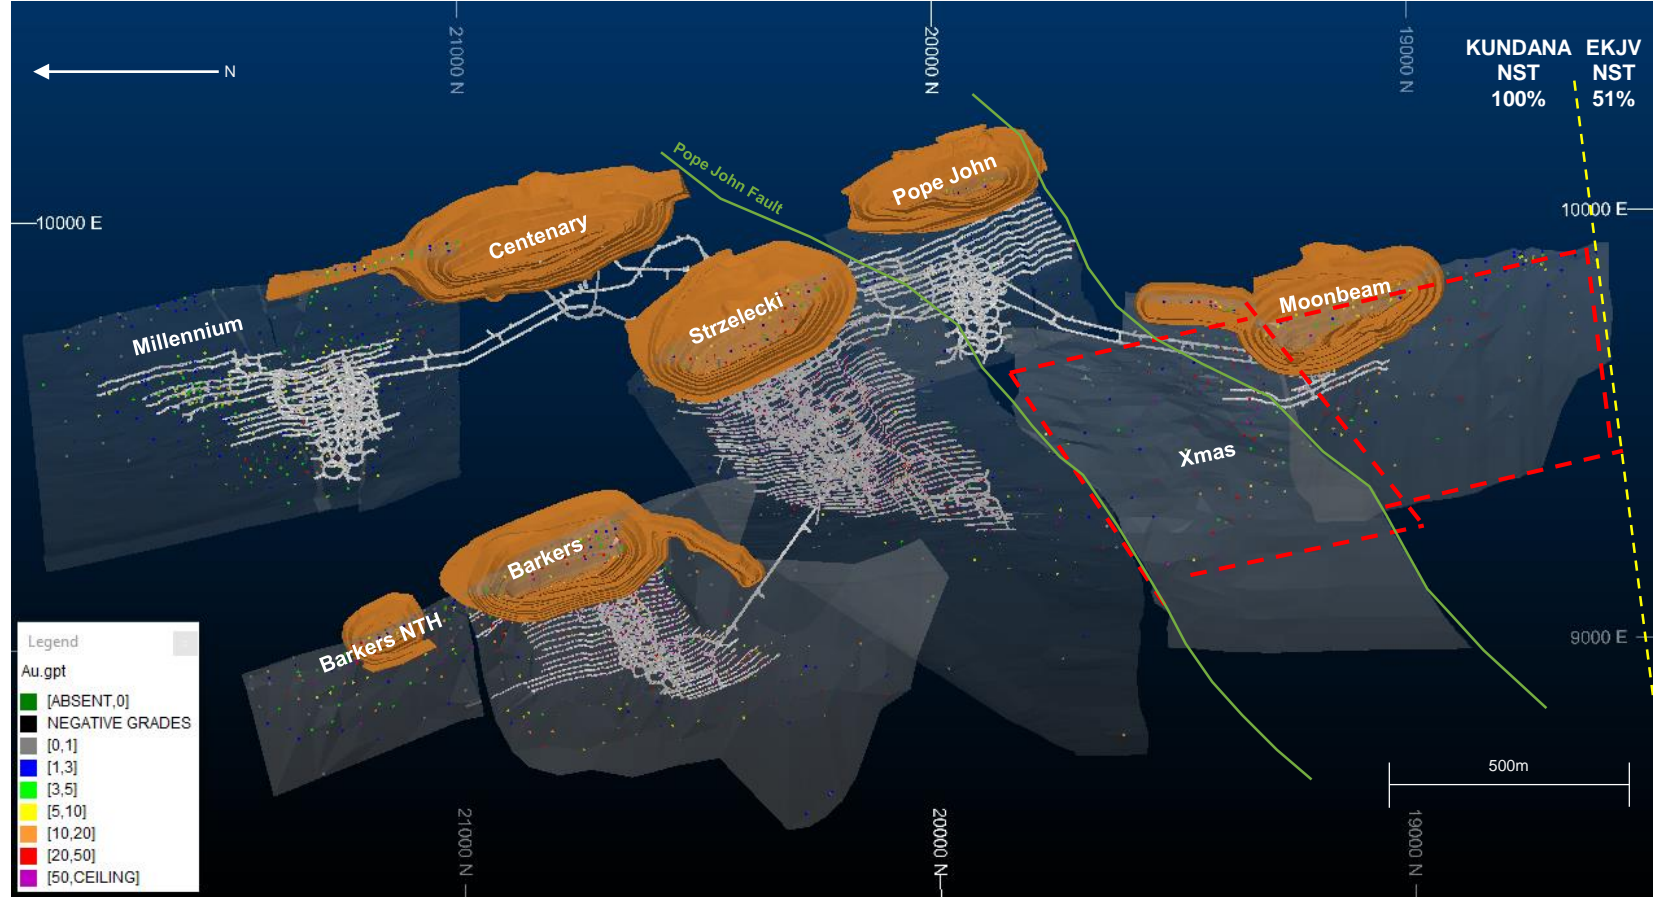 21000 N
20000 N
19000 N
KUNDANA EKJV
NST NST
100% 51%
N
Pope John Fault
Pope John
10000 E
10000 E
Centenary
Strzelecki
Moonbeam
Millennium
Xmas
Barkers
Barkers NTH
9000 E
Legend
Au.gpt
[ABSENT,0]
NEGATIVE GRADES
[0,1]
[1,3]
[3,5]
[5,10]
[10,20]
[20,50]
[50,CEILING]
500m
21000 N
20000 N
19000 N